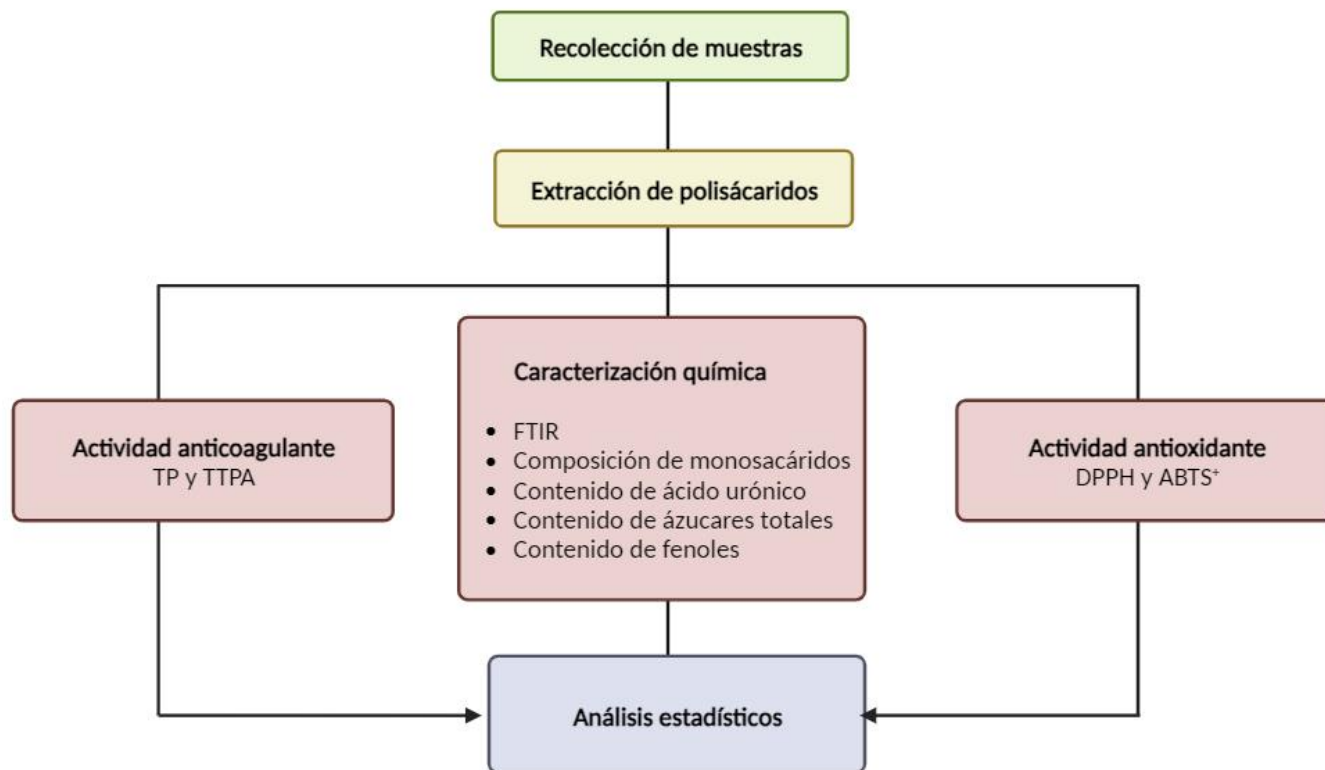 Recolección de muestras
Extracción de polisácaridos
Caracterización química
• FTIR
• Composición de monosacáridos
• Contenido de ácido urónico
• Contenido de ázucares totales
• Contenido de fenoles
Actividad anticoagulante
TP y TTPA
Actividad antioxidante
DPPH y ABTS⁺
Análisis estadísticos